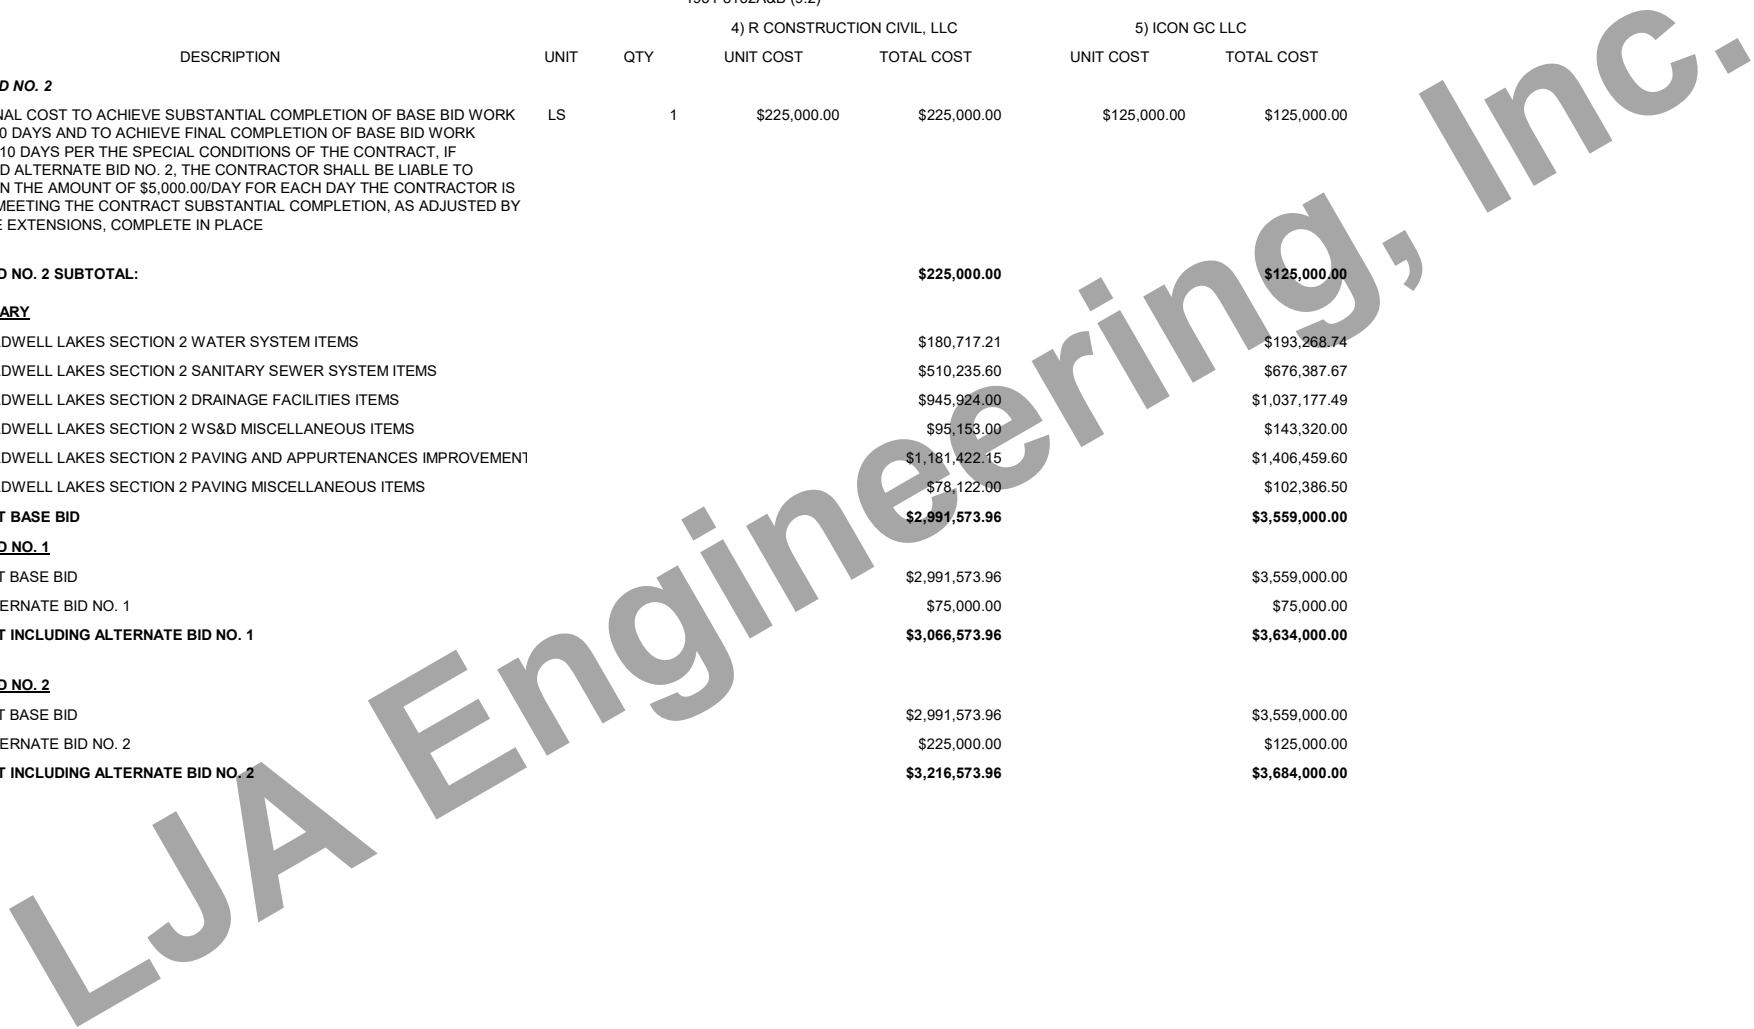 4) R CONSTRUCTION CIVIL, LLC 5) ICON GC LLC
DESCRIPTION UNIT QTY UNIT COST TOTAL COST UNIT COST TOTAL COST
D NO. 2
NAL COST TO ACHIEVE SUBSTANTIAL COMPLETION OF BASE BID WORK LS 1 $225,000.00 $225,000.00 $125,000.00 $125,000.00
0 DAYS AND TO ACHIEVE FINAL COMPLETION OF BASE BID WORK
10 DAYS PER THE SPECIAL CONDITIONS OF THE CONTRACT, IF
D ALTERNATE BID NO. 2, THE CONTRACTOR SHALL BE LIABLE TO
N THE AMOUNT OF $5,000.00/DAY FOR EACH DAY THE CONTRACTOR IS
MEETING THE CONTRACT SUBSTANTIAL COMPLETION, AS ADJUSTED BY
E EXTENSIONS, COMPLETE IN PLACE
D NO. 2 SUBTOTAL: $225,000.00 $125,000.00
ARY
DWELL LAKES SECTION 2 WATER SYSTEM ITEMS $180,717.21 $193,268.74
DWELL LAKES SECTION 2 SANITARY SEWER SYSTEM ITEMS $510,235.60 $676,387.67
DWELL LAKES SECTION 2 DRAINAGE FACILITIES ITEMS $945,924.00 $1,037,177.49
DWELL LAKES SECTION 2 WS&D MISCELLANEOUS ITEMS $95,153.00 $143,320.00
DWELL LAKES SECTION 2 PAVING AND APPURTENANCES IMPROVEMENT $1,181,422.15 $1,406,459.60
DWELL LAKES SECTION 2 PAVING MISCELLANEOUS ITEMS $78,122.00 $102,386.50
T BASE BID $2,991,573.96 $3,559,000.00
D NO. 1
T BASE BID $2,991,573.96 $3,559,000.00
ERNATE BID NO. 1 $75,000.00 $75,000.00
T INCLUDING ALTERNATE BID NO. 1 $3,066,573.96 $3,634,000.00
D NO. 2
T BASE BID $2,991,573.96 $3,559,000.00
ERNATE BID NO. 2 $225,000.00 $125,000.00
T INCLUDING ALTERNATE BID NO. 2 $3,216,573.96 $3,684,000.00
LJA Engineering, Inc.